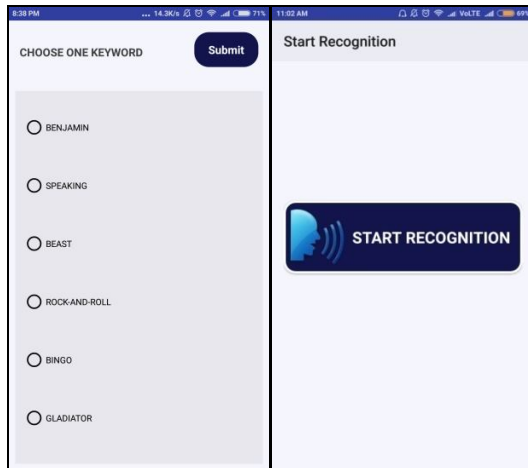 8:38 PM ... 14.3K/s 71%
CHOOSE ONE KEYWORD
Submit
BENJAMIN
SPEAKING
BEAST
ROCK-AND-ROLL
BINGO
GLADIATOR
11:02 AM VoLTE 69%
Start Recognition
START RECOGNITION